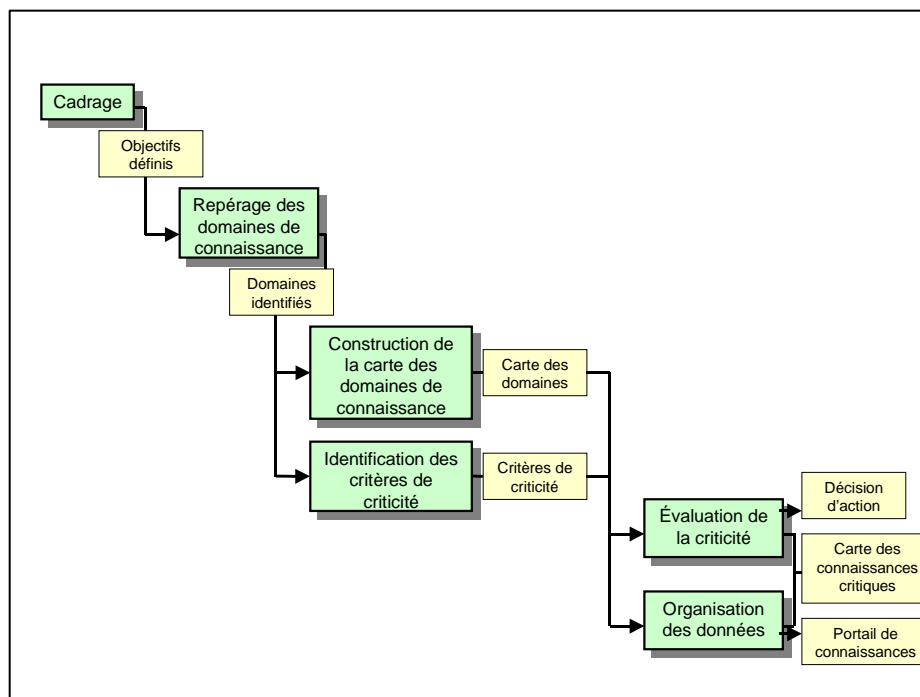 Cadrage
Objectifs
définis
Repérage des
domaines de
connaissance
Domaines
identifiés
Construction de
la carte des
domaines de
connaissance
Carte des
domaines
Identification des
critères de
criticité
Critères de
criticité
Évaluation de
la criticité
Décision
d'action
Carte des
connaissances
critiques
Organisation
des données
Portail de
connaissances